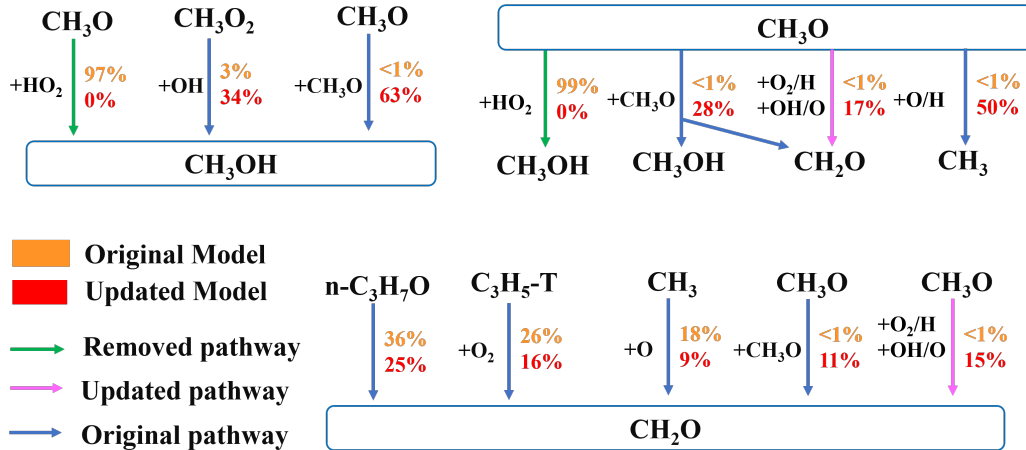 CH₃O CH₃O₂ CH₃O
+HO₂ 97% 0% +OH 3% 34% +CH₃O <1% 63%
CH₃OH
CH₃O
+HO₂ 99% 0% +CH₃O <1% 28% +O₂/H +OH/O <1% 17% +O/H <1% 50%
CH₃OH CH₃OH CH₂O CH₃
Original Model
Updated Model
Removed pathway
Updated pathway
Original pathway
n-C₃H₇O C₃H₅-T CH₃ CH₃O CH₃O
36% 25% +O₂ 26% 16% +O 18% 9% +CH₃O <1% 11% +O₂/H +OH/O <1% 15%
CH₂O